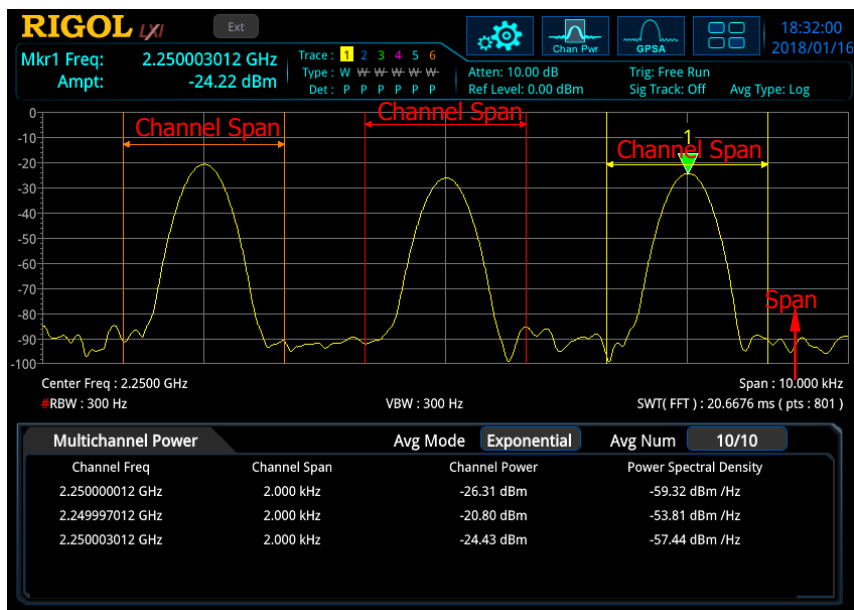 RIGOL LXI Ext Chan Pwr GPSA 18:32:00
2018/01/16
Mkr1 Freq: 2.250003012 GHz
Ampt: -24.22 dBm
Trace : 1 2 3 4 5 6
Type : W W W W W W
Det : P P P P P P
Atten: 10.00 dB
Ref Level: 0.00 dBm
Trig: Free Run
Sig Track: Off Avg Type: Log
0
-10
-20
-30
-40
-50
-60
-70
-80
-90
-100
Channel Span
Channel Span
1
Channel Span
Span
Center Freq : 2.2500 GHz Span : 10.000 kHz
#RBW : 300 Hz VBW : 300 Hz SWT( FFT ) : 20.6676 ms ( pts : 801 )
Multichannel Power Avg Mode Exponential Avg Num 10/10
Channel Freq Channel Span Channel Power Power Spectral Density
2.250000012 GHz 2.000 kHz -26.31 dBm -59.32 dBm /Hz
2.249997012 GHz 2.000 kHz -20.80 dBm -53.81 dBm /Hz
2.250003012 GHz 2.000 kHz -24.43 dBm -57.44 dBm /Hz